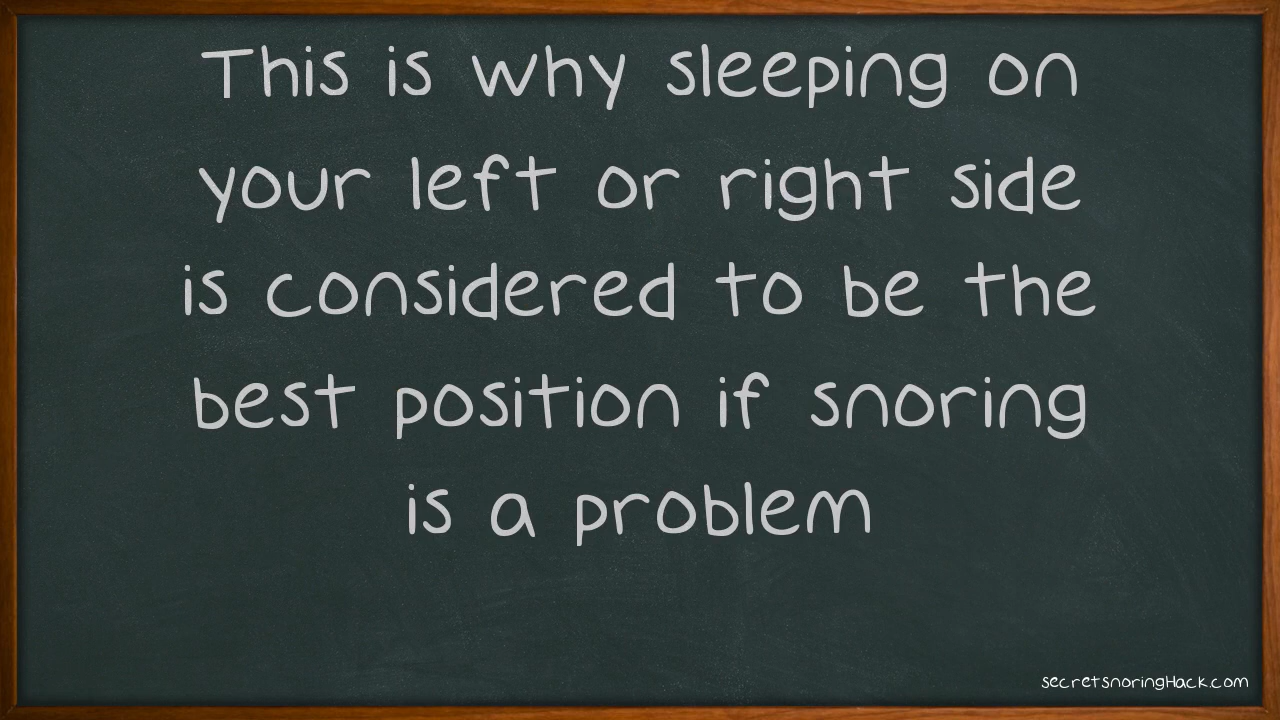 This is why sleeping on
your left or right side
is considered to be the
best position if snoring
is a problem
secretsnoringHack.com